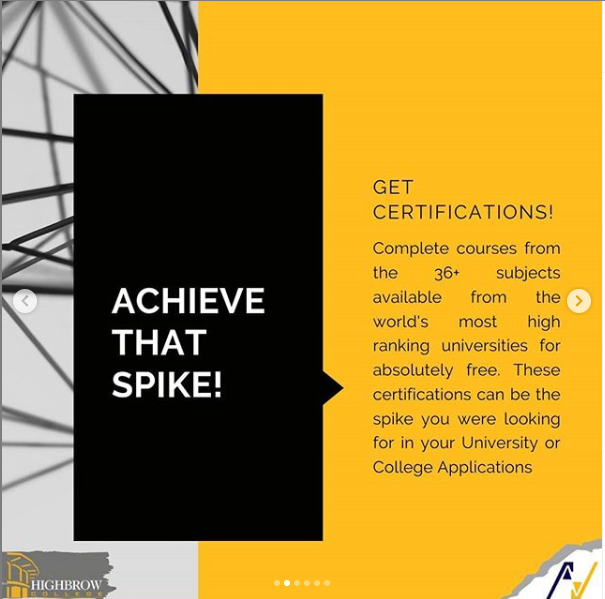 ACHIEVE
THAT
SPIKE!
GET
CERTIFICATIONS!
Complete courses from
the 36+ subjects
available from the
world's most high
ranking universities for
absolutely free. These
certifications can be the
spike you were looking
for in your University or
College Applications
HIGHBROW
COLLEGE